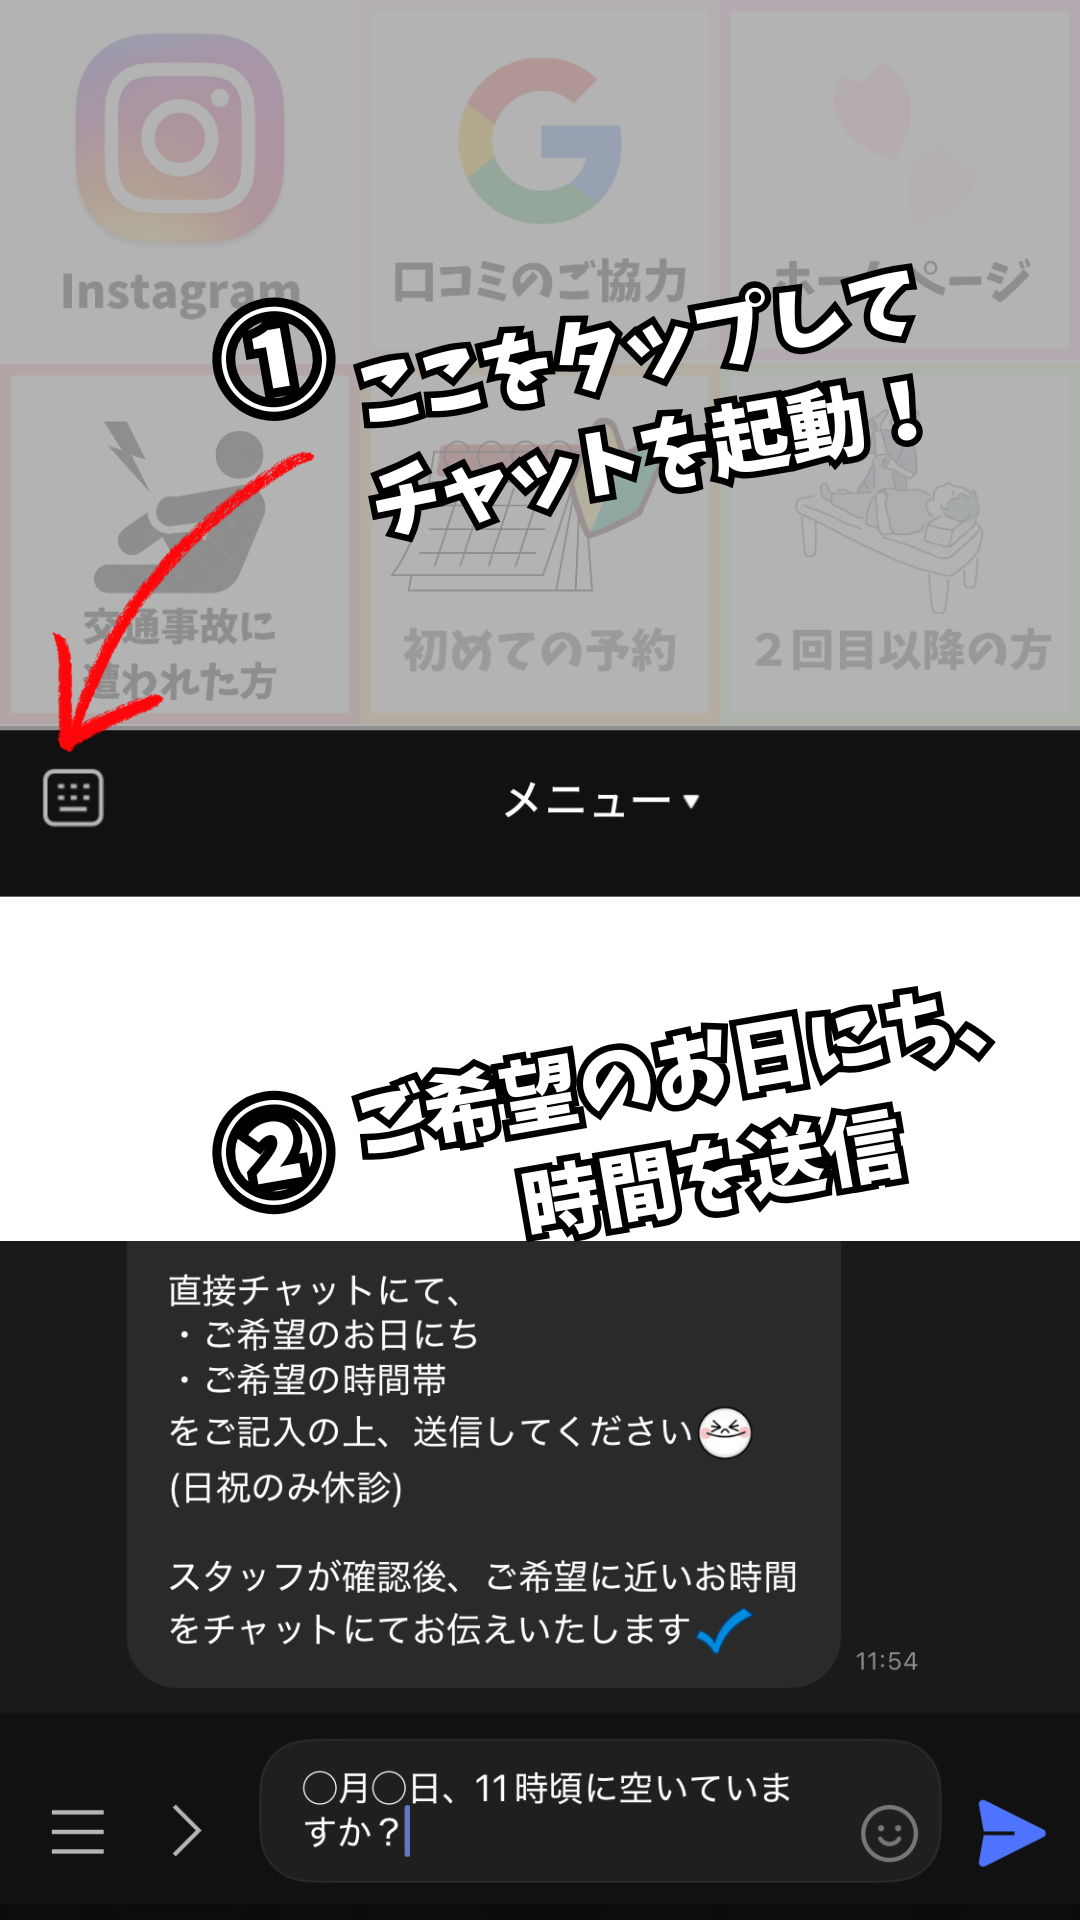 Instagram
口コミのご協力
ホームページ
① ここをタップして
チャットを起動！
交通事故に
遭われた方
初めての予約
２回目以降の方
メニュー▼
② ご希望のお日にち、
時間を送信
直接チャットにて、
・ご希望のお日にち
・ご希望の時間帯
をご記入の上、送信してください
(日祝のみ休診)
スタッフが確認後、ご希望に近いお時間
をチャットにてお伝えいたします
11:54
◯月◯日、11時頃に空いていま
すか？